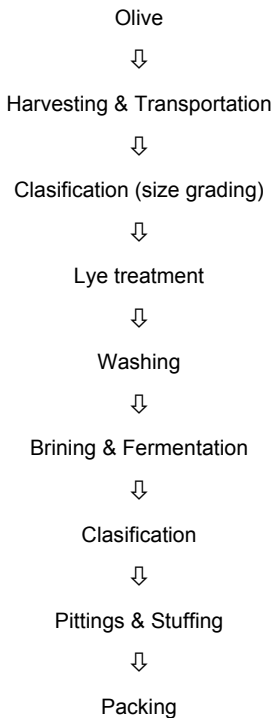 Olive
⇩
Harvesting & Transportation
⇩
Clasification (size grading)
⇩
Lye treatment
⇩
Washing
⇩
Brining & Fermentation
⇩
Clasification
⇩
Pittings & Stuffing
⇩
Packing